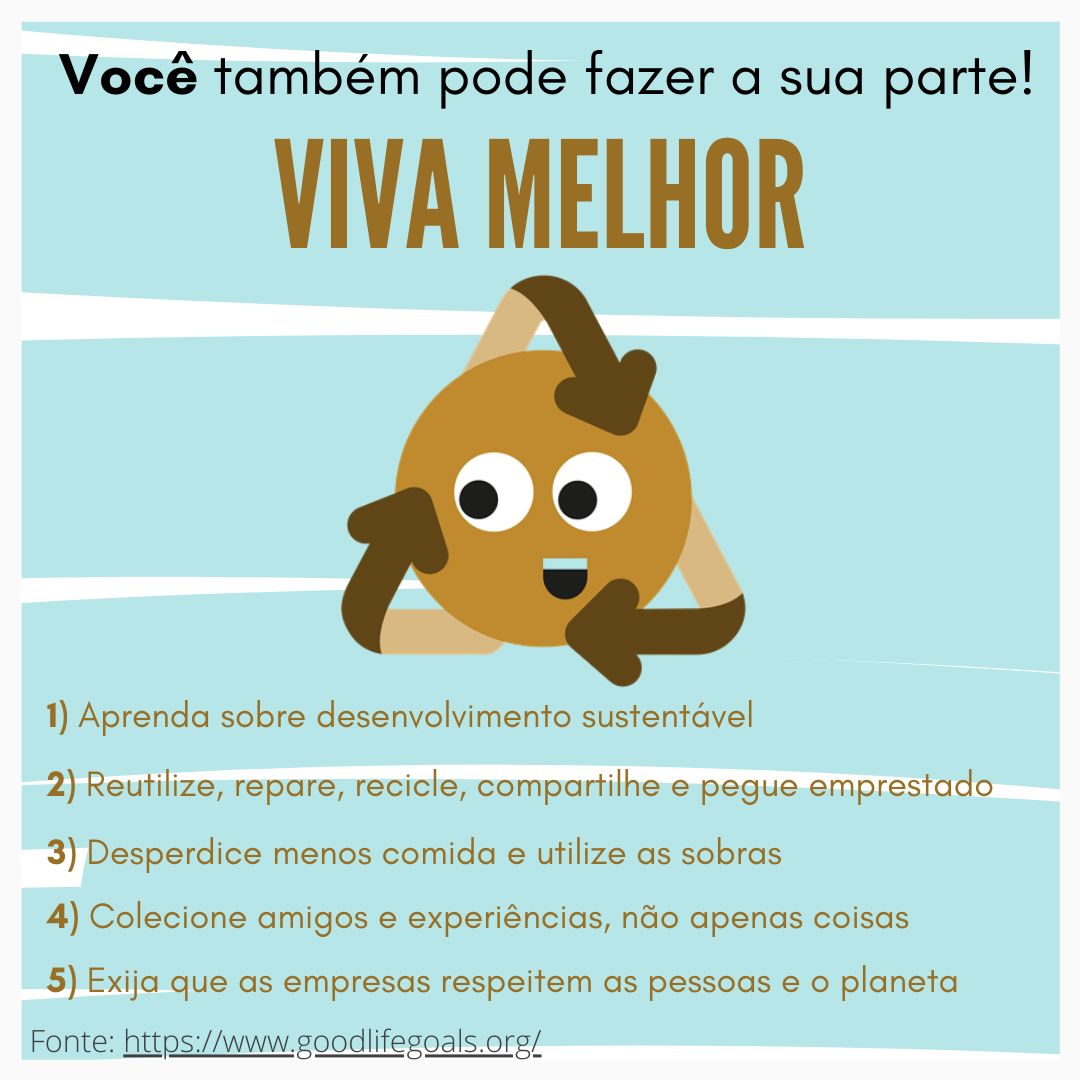 Você também pode fazer a sua parte!
VIVA MELHOR
1) Aprenda sobre desenvolvimento sustentável
2) Reutilize, repare, recicle, compartilhe e pegue emprestado
3) Desperdice menos comida e utilize as sobras
4) Colecione amigos e experiências, não apenas coisas
5) Exija que as empresas respeitem as pessoas e o planeta
Fonte: https://www.goodlifegoals.org/